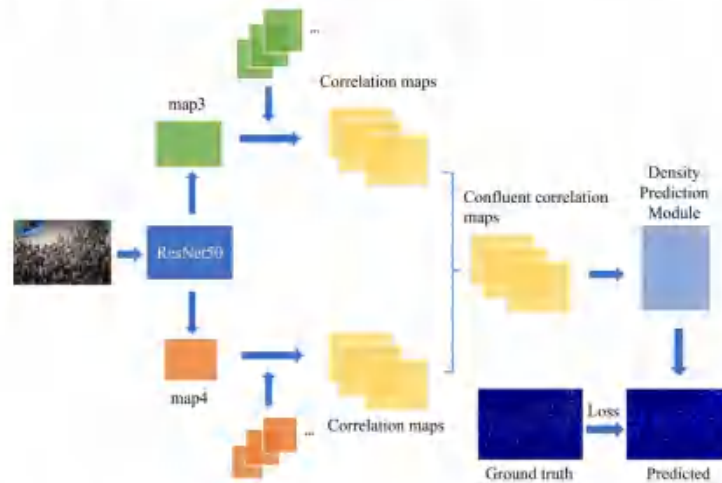 ...
Correlation maps
map3
Density
Prediction
Module
Confluent correlation
maps
ResNet50
map4
...
Correlation maps
Loss
Ground truth
Predicted